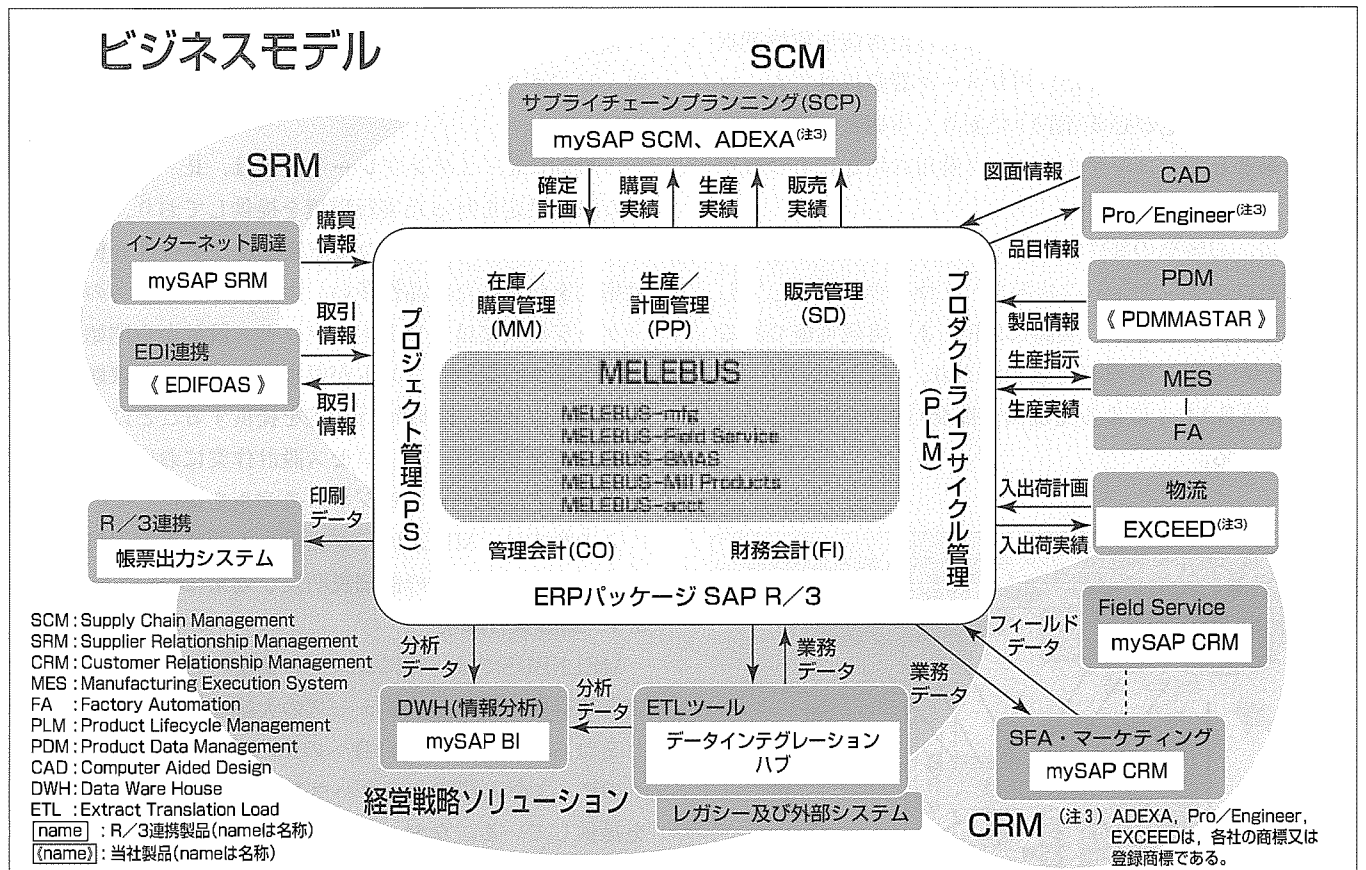 ビジネスモデル
SCM
サプライチェーンプランニング(SCP)
mySAP SCM、ADEXA(注3)
確定
計画
購買
実績
生産
実績
販売
実績
SRM
インターネット調達
mySAP SRM
購買
情報
EDI連携
《 EDIFOAS 》
取引
情報
取引
情報
R/3連携
帳票出力システム
印刷
データ
プロジェクト管理(PS)
在庫/
購買管理
(MM)
生産/
計画管理
(PP)
販売管理
(SD)
MELEBUS
MELEBUS-mfg
MELEBUS-Field Service
MELEBUS-BMAS
MELEBUS-Mill Products
MELEBUS-acct
管理会計(CO)
財務会計(FI)
ERPパッケージ SAP R/3
プロダクトライフサイクル管理
(PLM)
図面情報
品目情報
CAD
Pro/Engineer(注3)
PDM
《 PDMMASTAR 》
製品情報
生産指示
生産実績
MES
FA
入出荷計画
入出荷実績
物流
EXCEED(注3)
Field Service
mySAP CRM
フィールド
データ
業務
データ
SFA・マーケティング
mySAP CRM
CRM
分析
データ
DWH(情報分析)
mySAP BI
分析
データ
業務
データ
ETLツール
データインテグレーション
ハブ
レガシー及び外部システム
経営戦略ソリューション
SCM : Supply Chain Management
SRM : Supplier Relationship Management
CRM : Customer Relationship Management
MES : Manufacturing Execution System
FA : Factory Automation
PLM : Product Lifecycle Management
PDM : Product Data Management
CAD : Computer Aided Design
DWH : Data Ware House
ETL : Extract Translation Load
name : R/3連携製品(nameは名称)
《name》 : 当社製品(nameは名称)
(注3) ADEXA, Pro/Engineer,
EXCEEDは, 各社の商標又は
登録商標である。